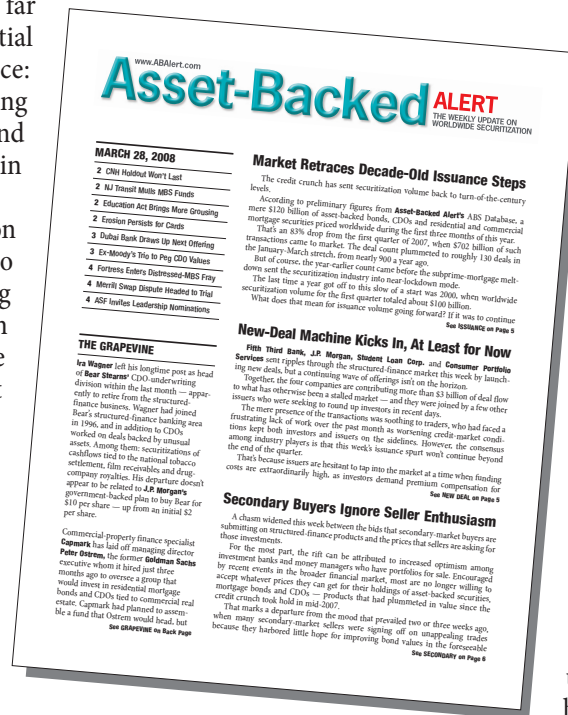 far
tial
ce:
ng
nd
in
on
o
g
n
e
t
www.ABAlert.com
Asset-Backed ALERT
THE WEEKLY UPDATE ON
WORLDWIDE SECURITIZATION
MARCH 28, 2008
2 CNH Holdout Won't Last
2 NJ Transit Mulls MBS Funds
2 Education Act Brings More Grousing
2 Erosion Persists for Cards
3 Dubai Bank Draws Up Next Offering
3 Ex-Moody's Trio to Peg CDO Values
4 Fortress Enters Distressed-MBS Fray
4 Merrill Swap Dispute Headed to Trial
4 ASF Invites Leadership Nominations
THE GRAPEVINE
Ira Wagner left his longtime post as head
of Bear Stearns' CDO-underwriting
division within the last month — appar-
ently to retire from the structured-
finance business. Wagner had joined
Bear's structured-finance banking area
in 1996, and in addition to CDOs
worked on deals backed by unusual
assets. Among them: securitizations of
cashflows tied to the national tobacco
settlement, film receivables and drug-
company royalties. His departure doesn't
appear to be related to J.P. Morgan's
government-backed plan to buy Bear for
$10 per share — up from an initial $2
per share.
Commercial-property finance specialist
Capmark has laid off managing director
Peter Ostrem, the former Goldman Sachs
executive whom it hired just three
months ago to oversee a group that
would invest in residential mortgage
bonds and CDOs tied to commercial real
estate. Capmark had planned to assem-
ble a fund that Ostrem would head, but
See GRAPEVINE on Back Page
Market Retraces Decade-Old Issuance Steps
The credit crunch has sent securitization volume back to turn-of-the-century
levels.
According to preliminary figures from Asset-Backed Alert's ABS Database, a
mere $120 billion of asset-backed bonds, CDOs and residential and commercial
mortgage securities priced worldwide during the first three months of this year.
That's an 83% drop from the first quarter of 2007, when $702 billion of such
transactions came to market. The deal count plummeted to roughly 130 deals in
the January-March stretch, from nearly 900 a year ago.
But of course, the year-earlier count came before the subprime-mortgage melt-
down sent the securitization industry into near-lockdown mode.
The last time a year got off to this slow of a start was 2000, when worldwide
securitization volume for the first quarter totaled about $100 billion.
What does that mean for issuance volume going forward? If it was to continue
See ISSUANCE on Page 5
New-Deal Machine Kicks In, At Least for Now
Fifth Third Bank, J.P. Morgan, Student Loan Corp. and Consumer Portfolio
Services sent ripples through the structured-finance market this week by launch-
ing new deals, but a continuing wave of offerings isn't on the horizon.
Together, the four companies are contributing more than $3 billion of deal flow
to what has otherwise been a stalled market — and they were joined by a few other
issuers who were seeking to round up investors in recent days.
The mere presence of the transactions was soothing to traders, who had faced a
frustrating lack of work over the past month as worsening credit-market condi-
tions kept both investors and issuers on the sidelines. However, the consensus
among industry players is that this week's issuance spurt won't continue beyond
the end of the quarter.
That's because issuers are hesitant to tap into the market at a time when funding
costs are extraordinarily high, as investors demand premium compensation for
See NEW DEAL on Page 5
Secondary Buyers Ignore Seller Enthusiasm
A chasm widened this week between the bids that secondary-market buyers are
submitting on structured-finance products and the prices that sellers are asking for
those investments.
For the most part, the rift can be attributed to increased optimism among
investment banks and money managers who have portfolios for sale. Encouraged
by recent events in the broader financial market, most are no longer willing to
accept whatever prices they can get for their holdings of asset-backed securities,
mortgage bonds and CDOs — products that had plummeted in value since the
credit crunch took hold in mid-2007.
That marks a departure from the mood that prevailed two or three weeks ago,
when many secondary-market sellers were signing off on unappealing trades
because they harbored little hope for improving bond values in the foreseeable
See SECONDARY on Page 6